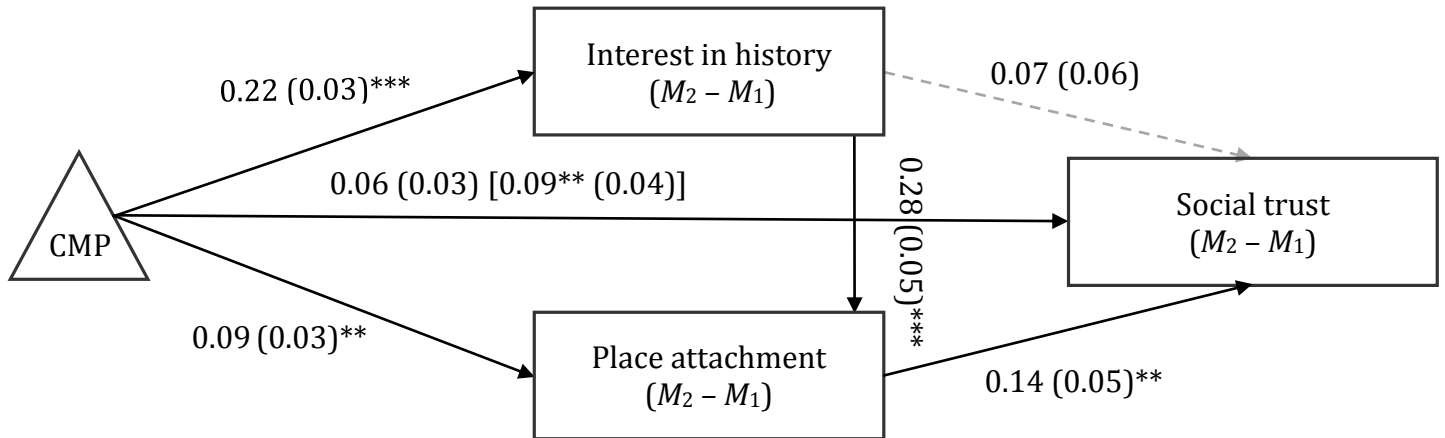 Interest in history
(M2 – M1)
0.22 (0.03)***
0.07 (0.06)
0.06 (0.03) [0.09** (0.04)]
0.28 (0.05)***
CMP
Social trust
(M2 – M1)
0.09 (0.03)**
Place attachment
(M2 – M1)
0.14 (0.05)**